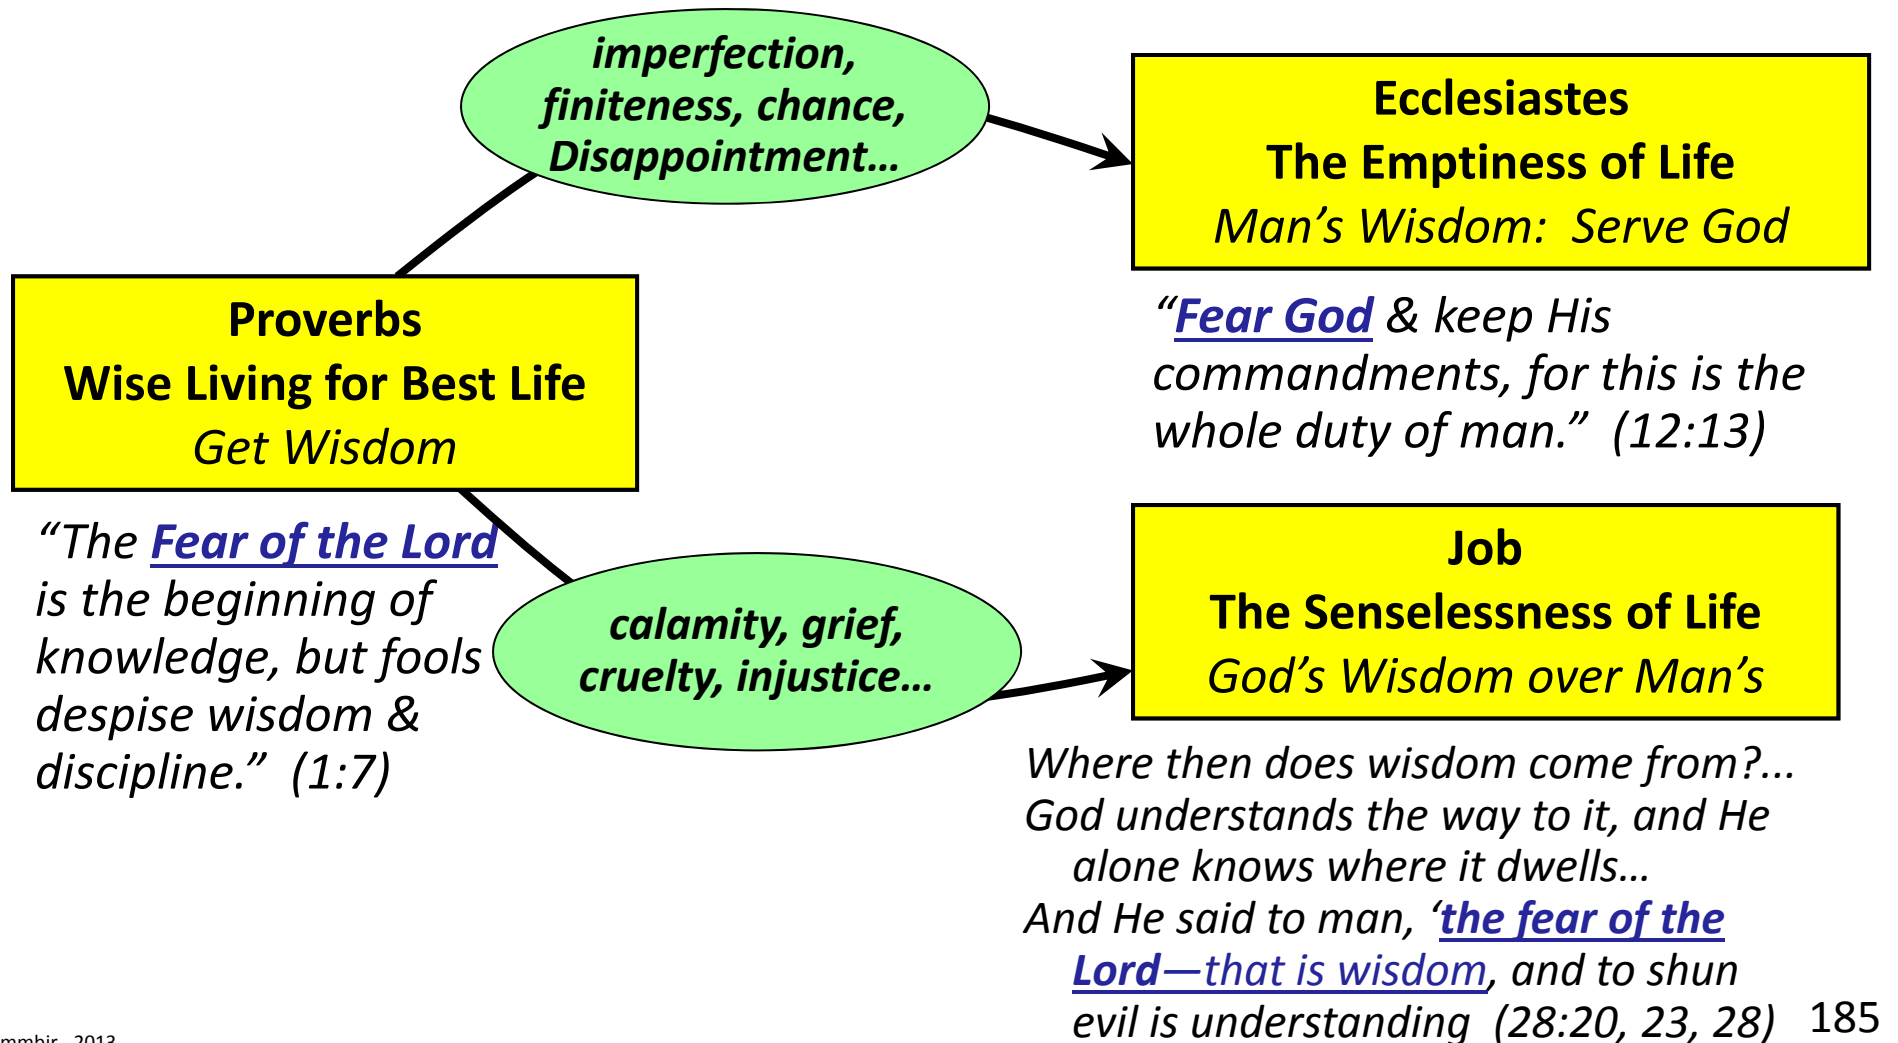 imperfection,
finiteness, chance,
Disappointment…
Ecclesiastes
The Emptiness of Life
Man’s Wisdom:  Serve God
“Fear God & keep His
commandments, for this is the
whole duty of man.”  (12:13)
Proverbs
Wise Living for Best Life
Get Wisdom
“The Fear of the Lord
is the beginning of
knowledge, but fools
despise wisdom &
discipline.”  (1:7)
calamity, grief,
cruelty, injustice…
Job
The Senselessness of Life
God’s Wisdom over Man’s
Where then does wisdom come from?...
God understands the way to it, and He
alone knows where it dwells…
And He said to man, ‘the fear of the
Lord—that is wisdom, and to shun
evil is understanding  (28:20, 23, 28)
185
2013